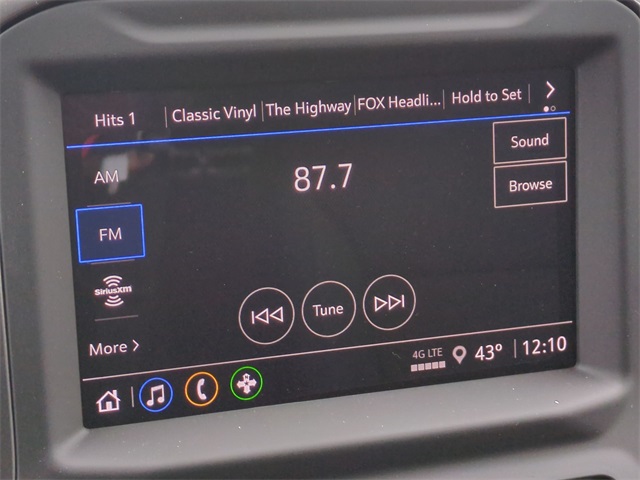 Hits 1 Classic Vinyl The Highway FOX Headli... Hold to Set >
AM
87.7
Sound
FM
Browse
SiriusXM
Tune
More >
4G LTE 43° 12:10